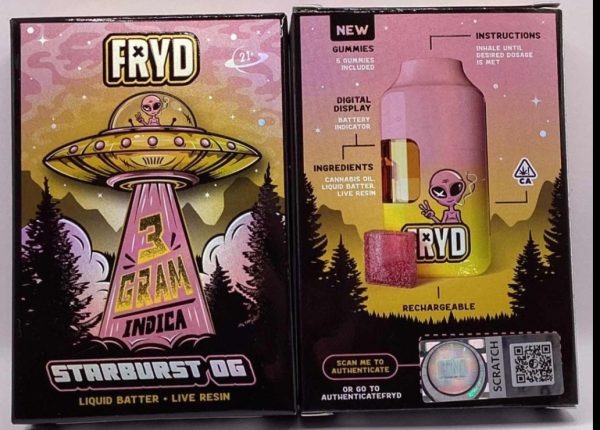 FRYD
21+
3
GRAM
INDICA
STARBURST OG
LIQUID BATTER • LIVE RESIN
NEW
GUMMIES
5 GUMMIES
INCLUDED
INSTRUCTIONS
INHALE UNTIL
DESIRED DOSAGE
IS MET
DIGITAL
DISPLAY
BATTERY
INDICATOR
INGREDIENTS
CANNABIS OIL,
LIQUID BATTER,
LIVE RESIN
CA
FRYD
RECHARGEABLE
SCAN ME TO
AUTHENTICATE
OR GO TO
AUTHENTICATEFRYD
FRYD
SCRATCH